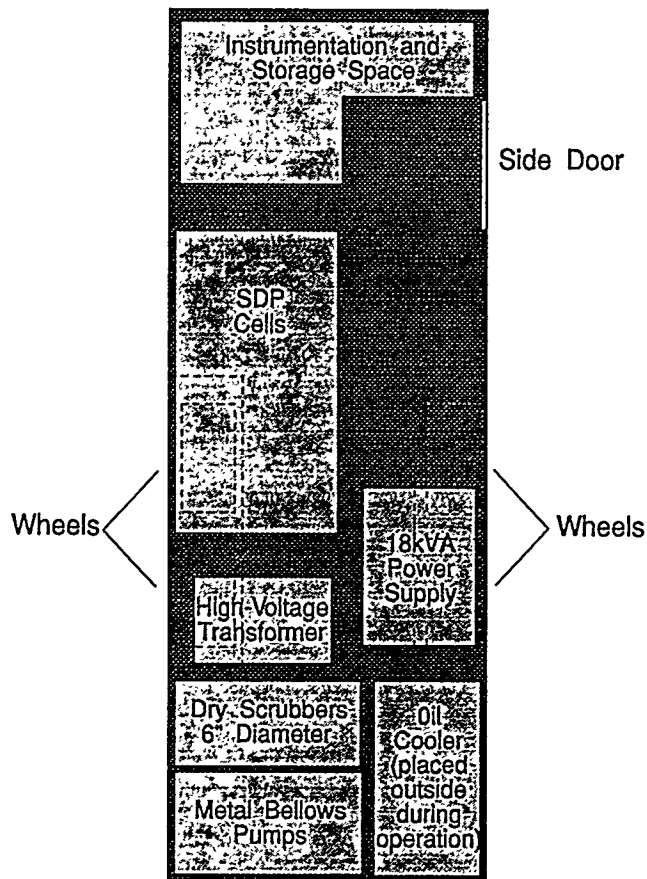 Instrumentation and
Storage Space
Side Door
SDP
Cells
Wheels
Wheels
18kVA
Power
Supply
High-Voltage
Transformer
Dry Scrubbers
6" Diameter
Oil
Cooler
(placed
outside
during
operation)
Metal Bellows
Pumps